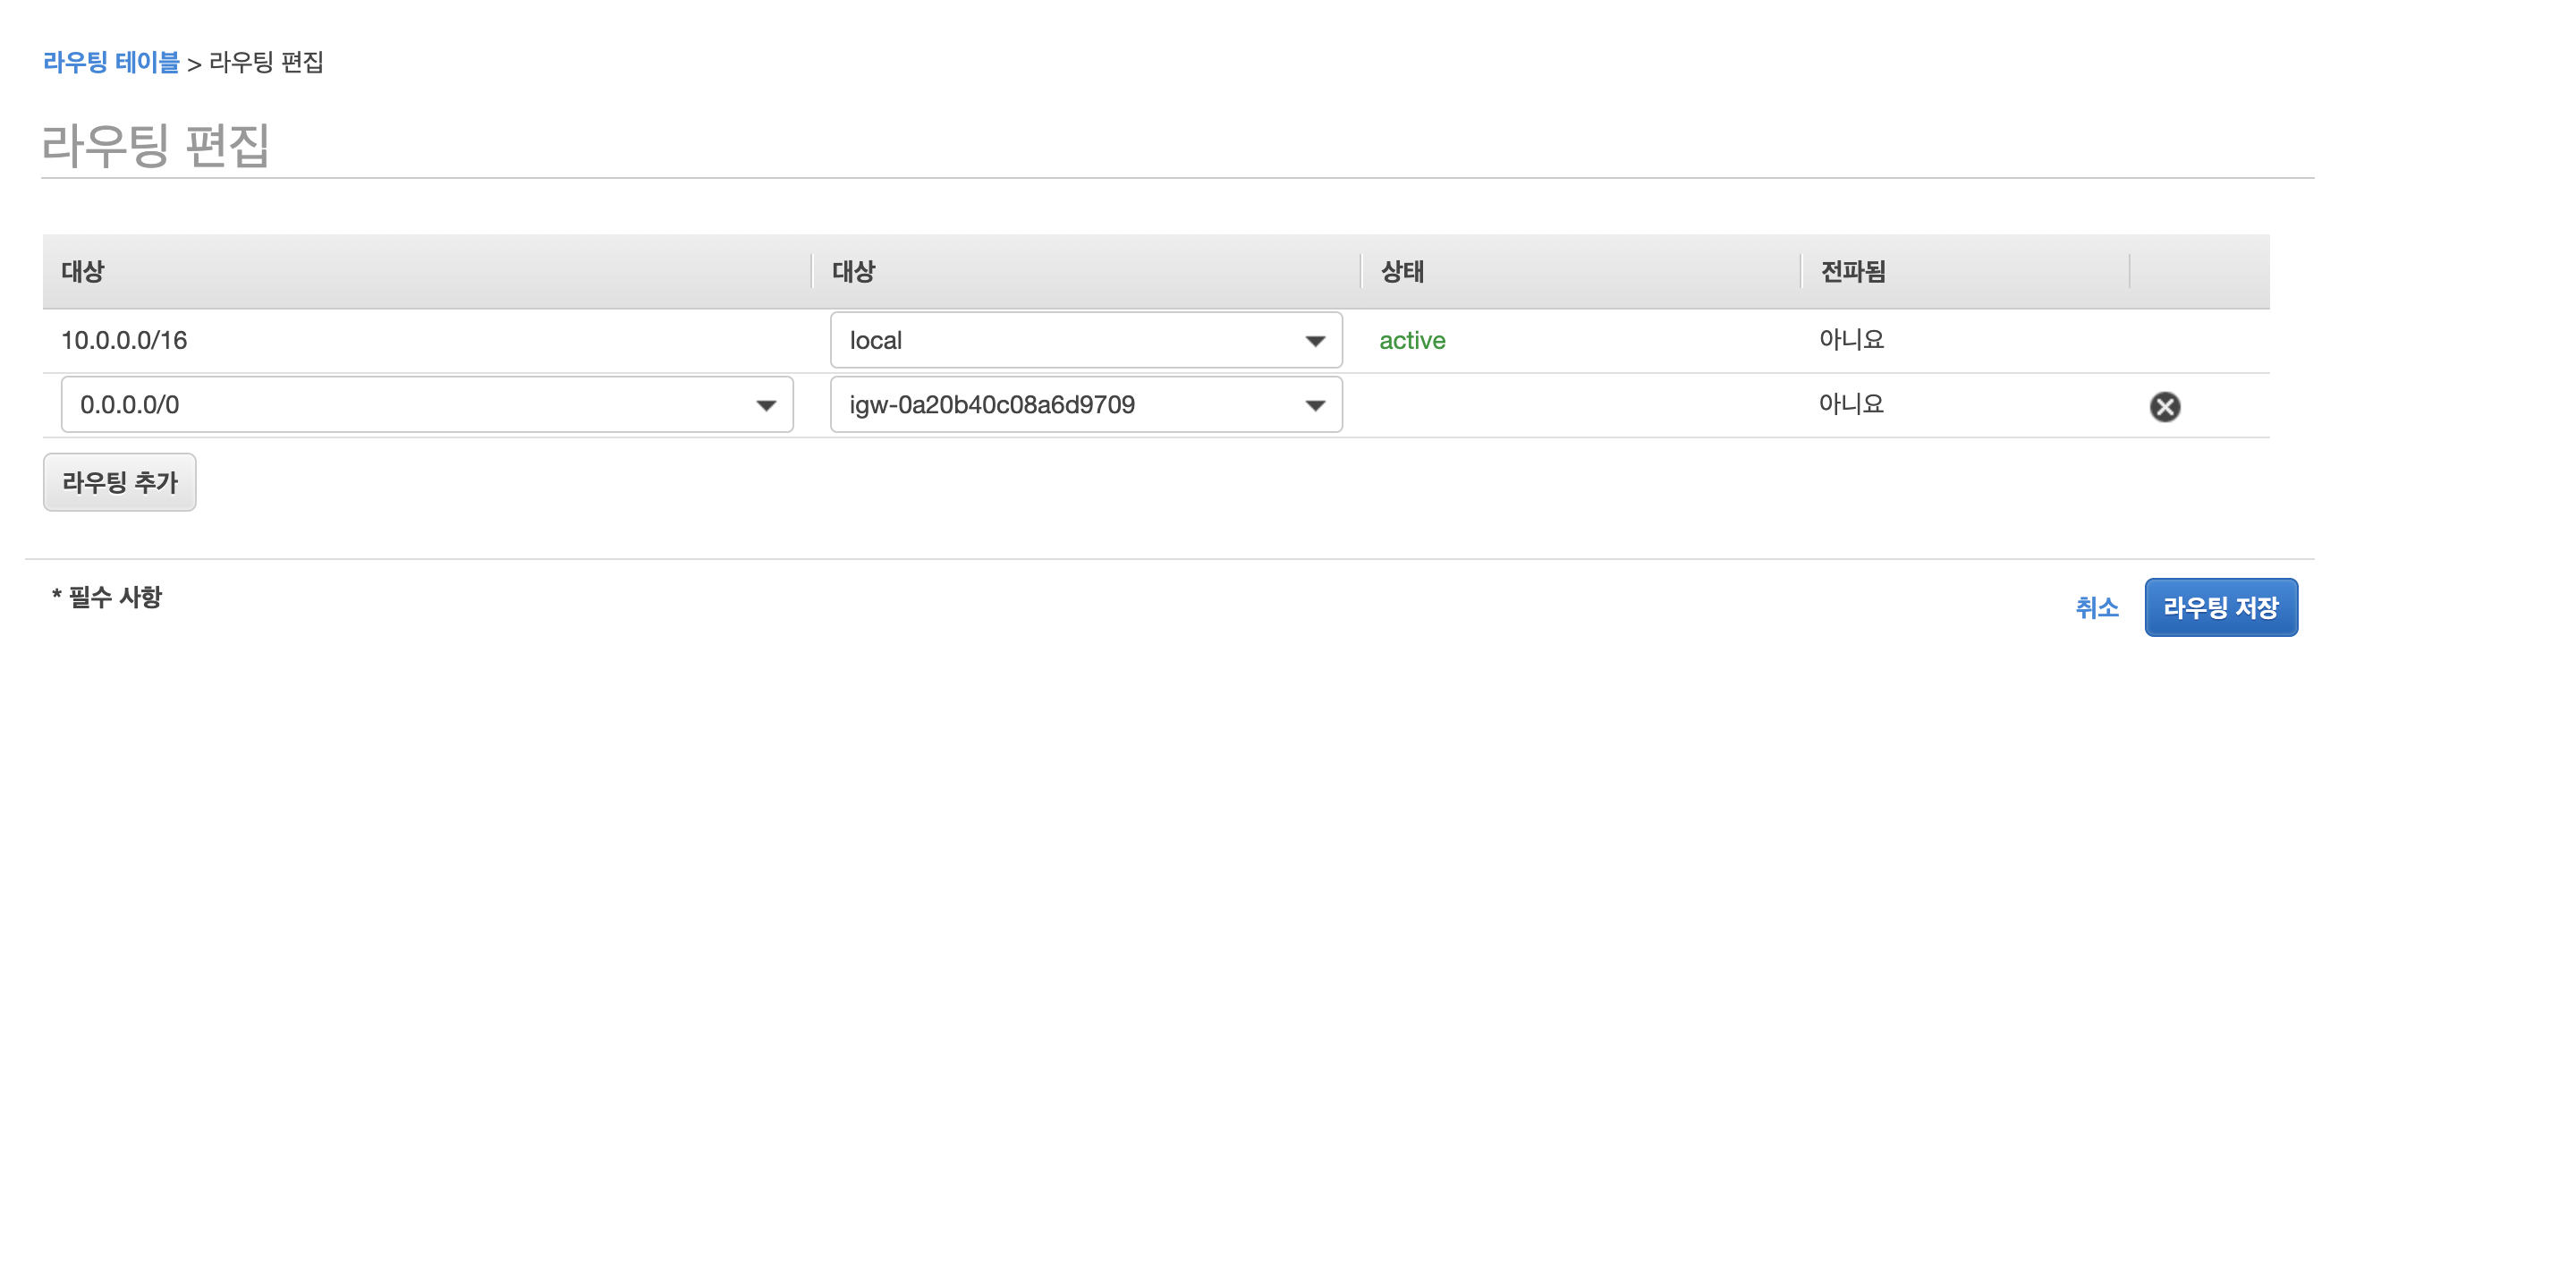 라우팅 테이블 > 라우팅 편집
라우팅 편집
대상 대상 상태 전파됨
10.0.0.0/16 local active 아니요
0.0.0.0/0 igw-0a20b40c08a6d9709 아니요
라우팅 추가
* 필수 사항 취소 라우팅 저장